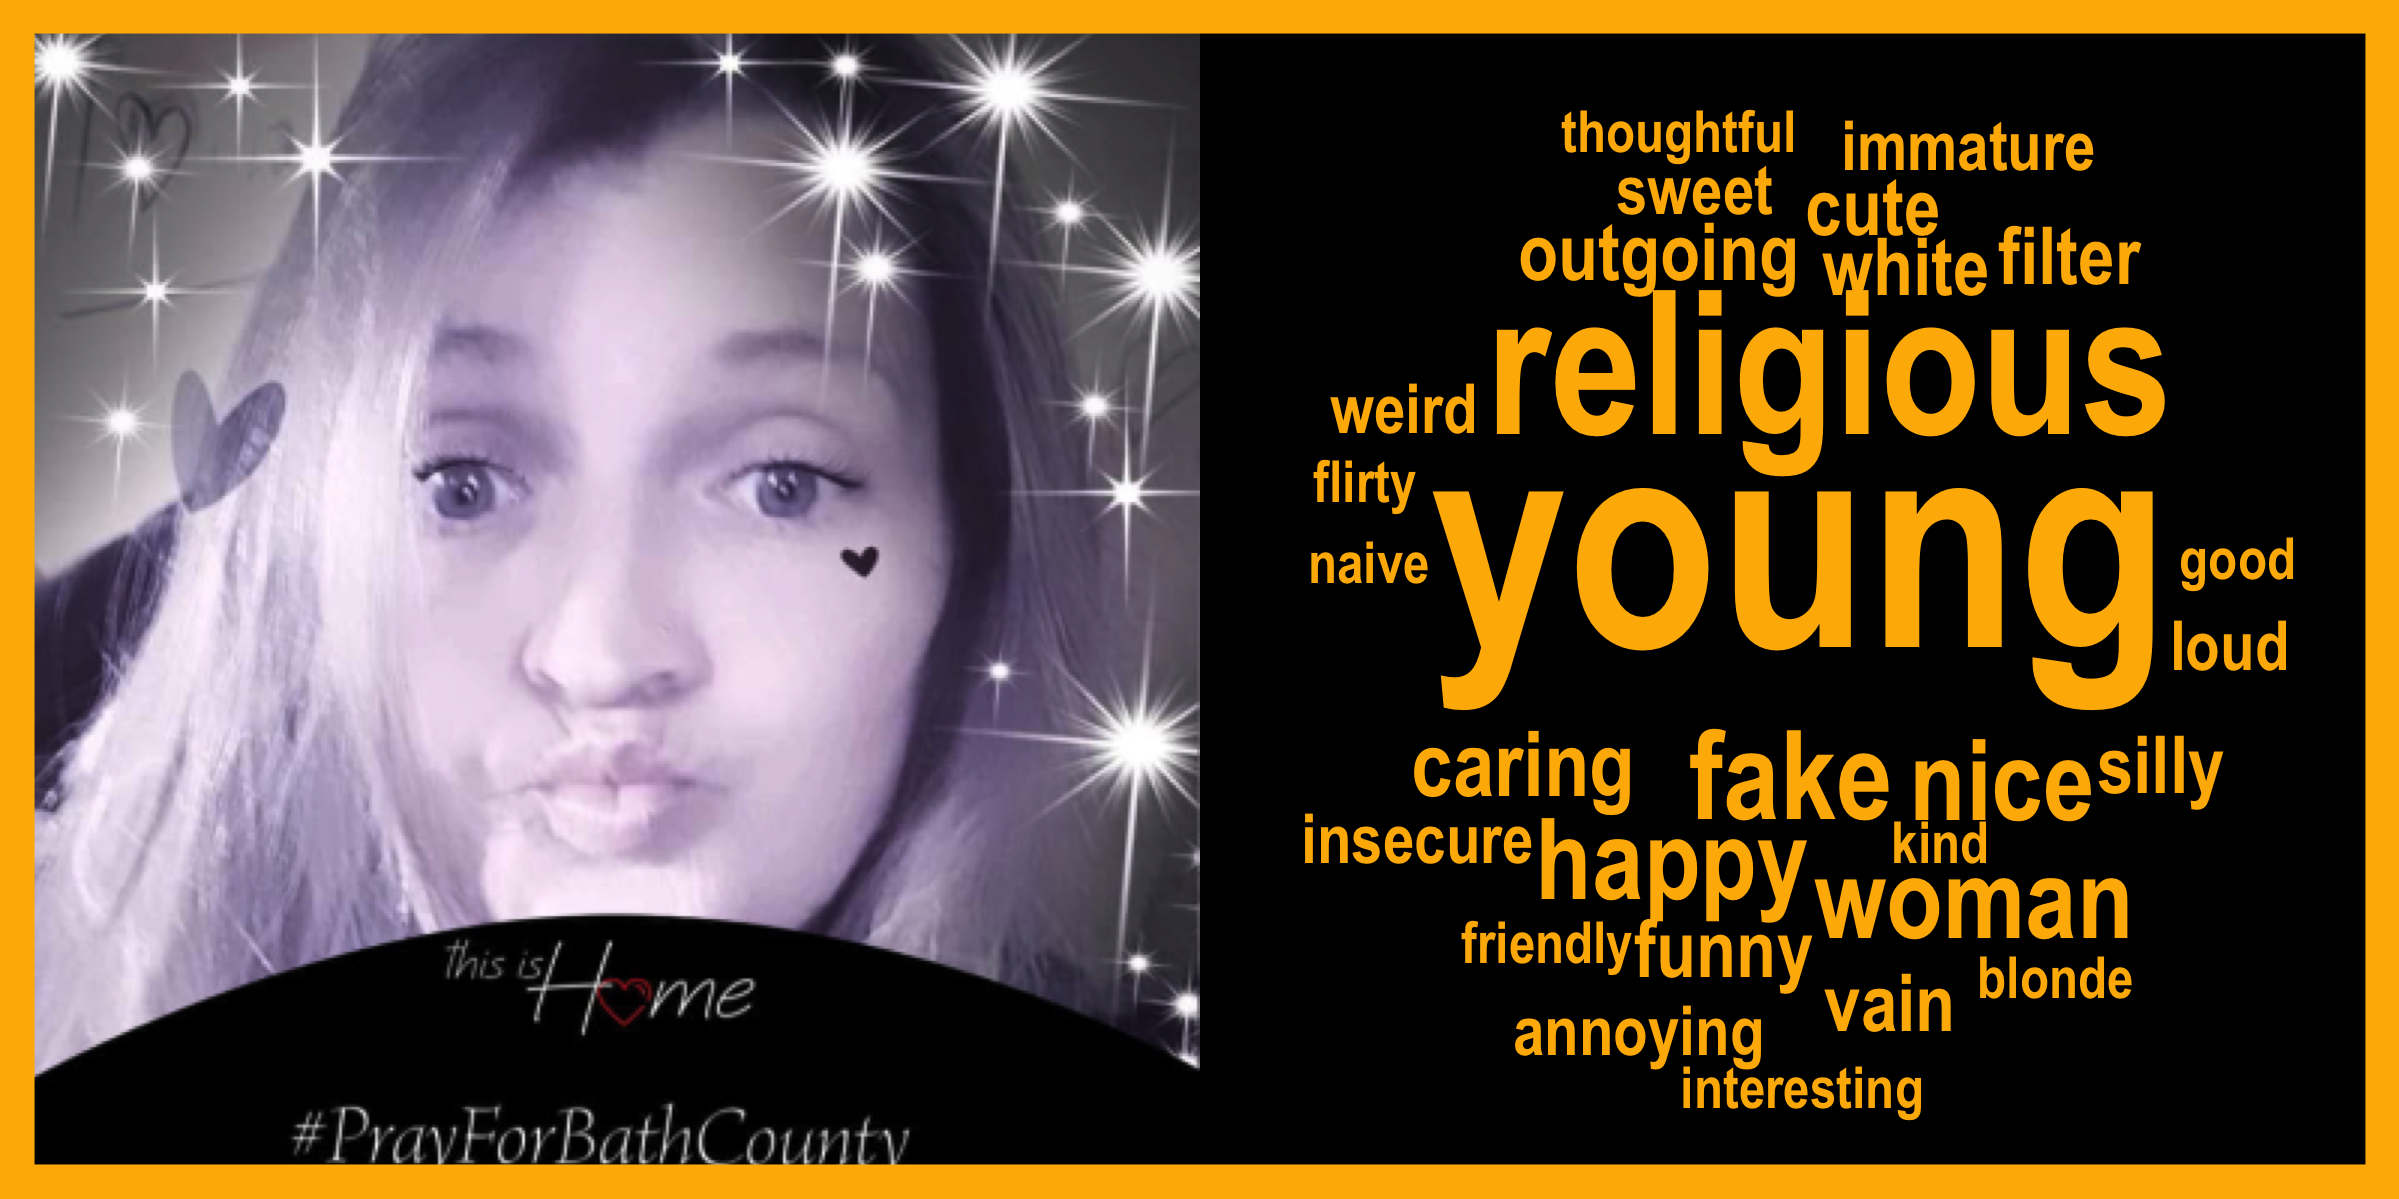 this is Home
#PrayForBathCounty
thoughtful immature
sweet cute
outgoing white filter
religious
weird
flirty
young
naive good
loud
caring fake nice silly
insecure happy kind
woman
friendly funny
vain blonde
annoying
interesting